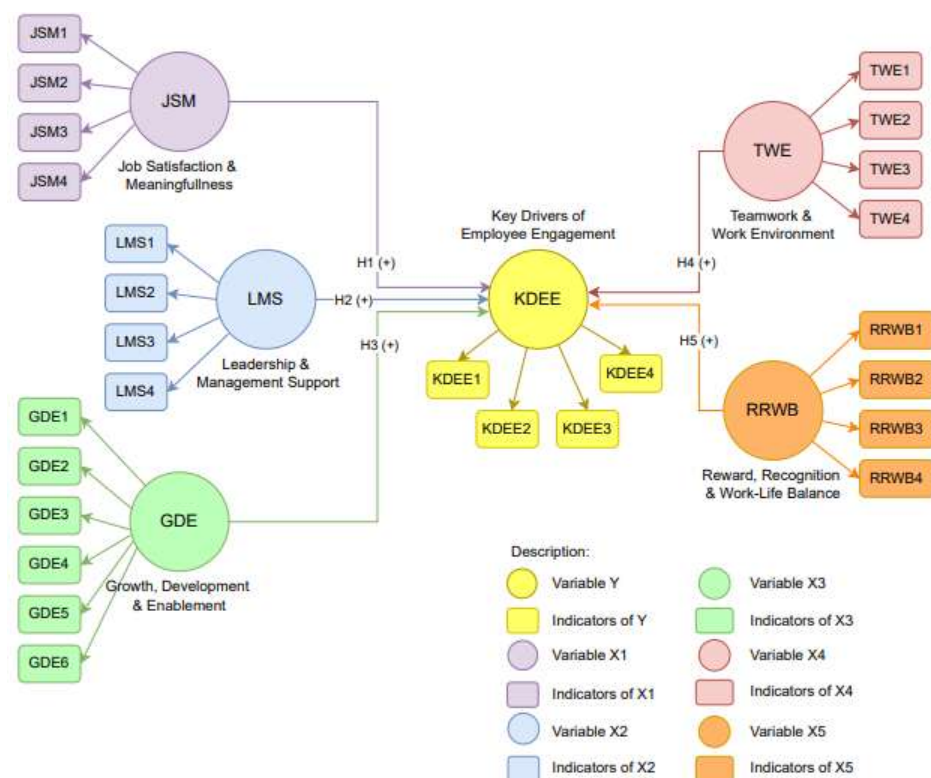 JSM1
JSM2
JSM3
JSM4
JSM
Job Satisfaction &
Meaningfullness
LMS1
LMS2
LMS3
LMS4
LMS
Leadership &
Management Support
GDE1
GDE2
GDE3
GDE4
GDE5
GDE6
GDE
Growth, Development
& Enablement
H1 (+)
H2 (+)
H3 (+)
Key Drivers of
Employee Engagement
KDEE
KDEE1
KDEE2
KDEE3
KDEE4
H4 (+)
H5 (+)
TWE
Teamwork &
Work Environment
TWE1
TWE2
TWE3
TWE4
RRWB
Reward, Recognition
& Work-Life Balance
RRWB1
RRWB2
RRWB3
RRWB4
Description:
Variable Y
Indicators of Y
Variable X1
Indicators of X1
Variable X2
Indicators of X2
Variable X3
Indicators of X3
Variable X4
Indicators of X4
Variable X5
Indicators of X5